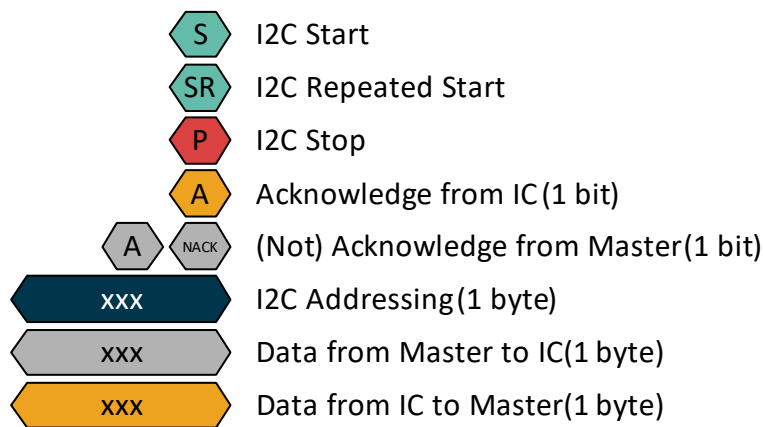 S I2C Start
SR I2C Repeated Start
P I2C Stop
A Acknowledge from IC (1 bit)
A NACK (Not) Acknowledge from Master (1 bit)
xxx I2C Addressing (1 byte)
xxx Data from Master to IC (1 byte)
xxx Data from IC to Master (1 byte)